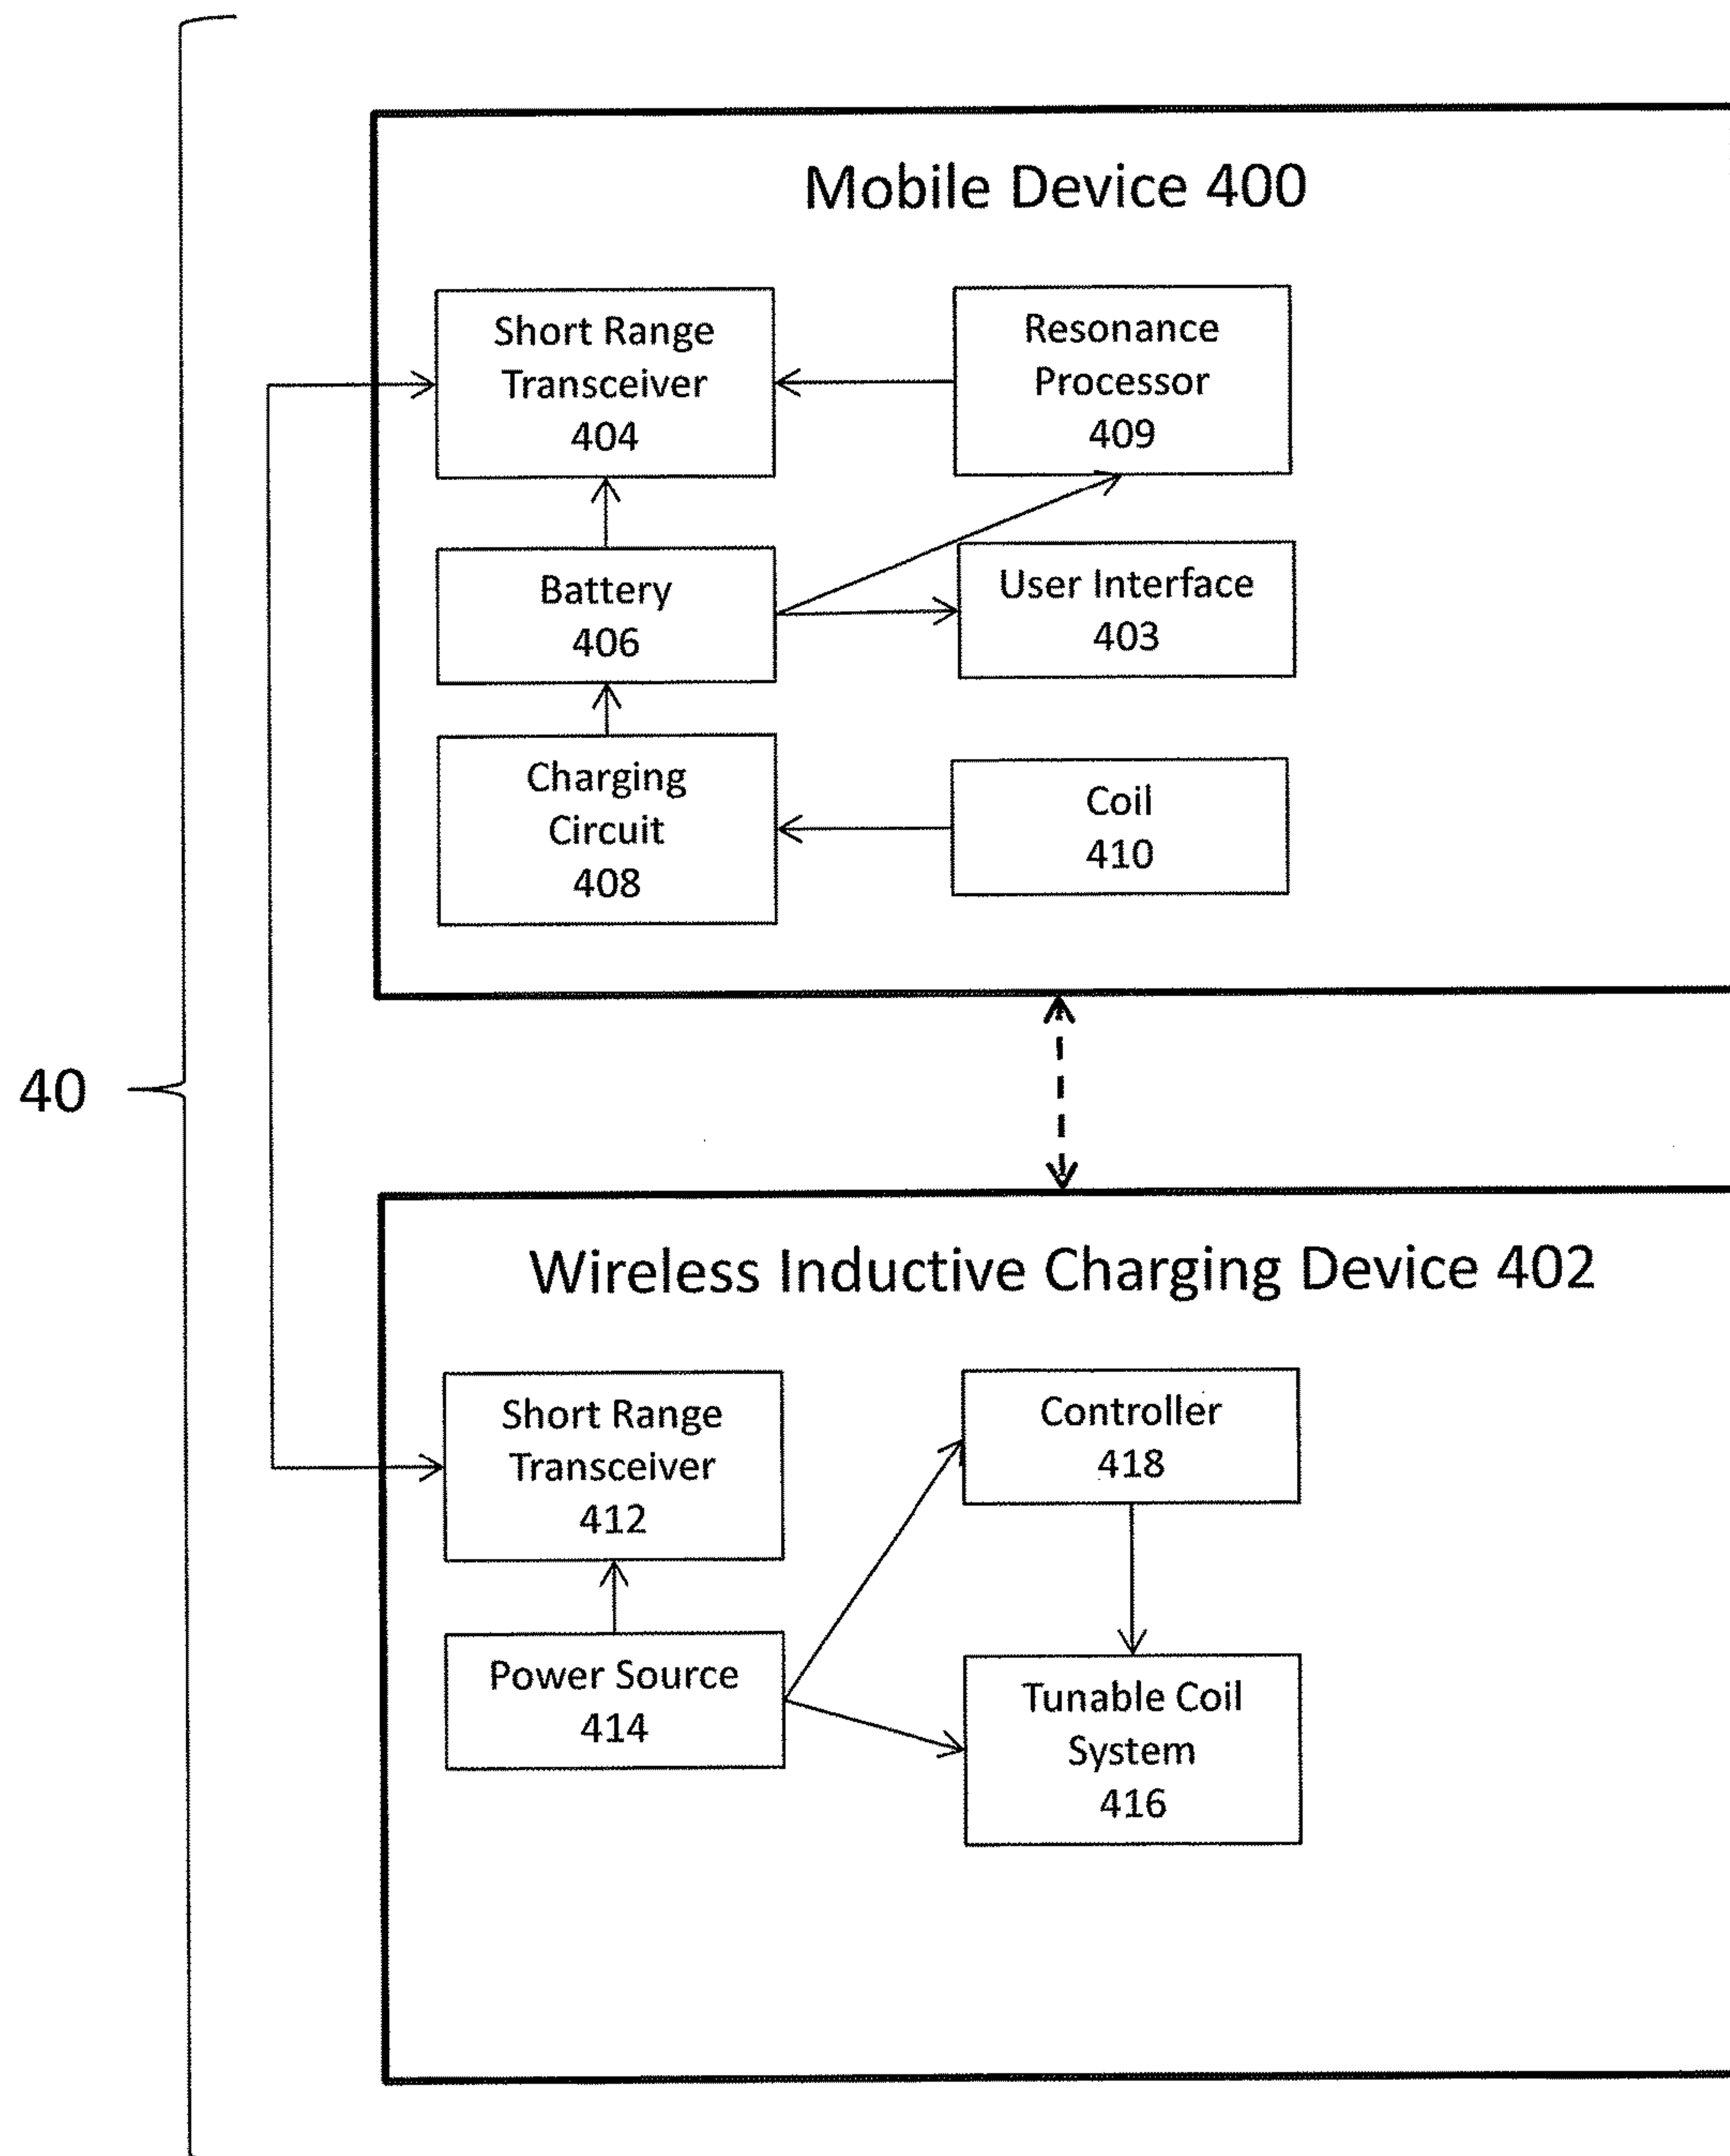 Mobile Device 400
Short Range
Transceiver
404
Resonance
Processor
409
Battery
406
User Interface
403
Charging
Circuit
408
Coil
410
40
Wireless Inductive Charging Device 402
Short Range
Transceiver
412
Controller
418
Power Source
414
Tunable Coil
System
416